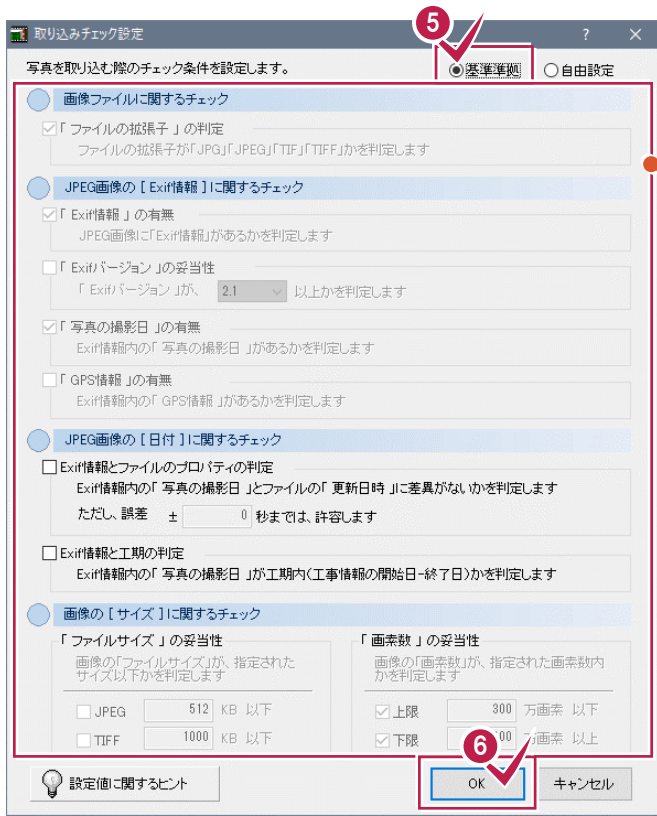 取り込みチェック設定
? ×
5
写真を取り込む際のチェック条件を設定します。
基準準拠 自由設定
画像ファイルに関するチェック
「 ファイルの拡張子 」の判定
ファイルの拡張子が「JPG」「JPEG」「TIF」「TIFF」かを判定します
JPEG画像の [ Exif情報 ]に関するチェック
「 Exif情報 」の有無
JPEG画像に「Exif情報」があるかを判定します
「 Exifバージョン 」の妥当性
「 Exifバージョン 」が、 2.1 以上かを判定します
「 写真の撮影日 」の有無
Exif情報内の「 写真の撮影日 」があるかを判定します
「 GPS情報 」の有無
Exif情報内の「 GPS情報 」があるかを判定します
JPEG画像の [ 日付 ]に関するチェック
Exif情報とファイルのプロパティの判定
Exif情報内の「 写真の撮影日 」とファイルの「 更新日時 」に差異がないかを判定します
ただし、誤差 ± 0 秒までは、許容します
Exif情報と工期の判定
Exif情報内の「 写真の撮影日 」が工期内(工事情報の開始日-終了日)かを判定します
画像の [ サイズ ]に関するチェック
「 ファイルサイズ 」の妥当性
画像の「ファイルサイズ」が、指定された
サイズ以下かを判定します
JPEG 512 KB 以下
TIFF 1000 KB 以下
「 画素数 」の妥当性
画像の「画素数」が、指定された画素数内
かを判定します
上限 300 万画素 以下
下限 万画素 以上
6
設定値に関するヒント
OK
キャンセル